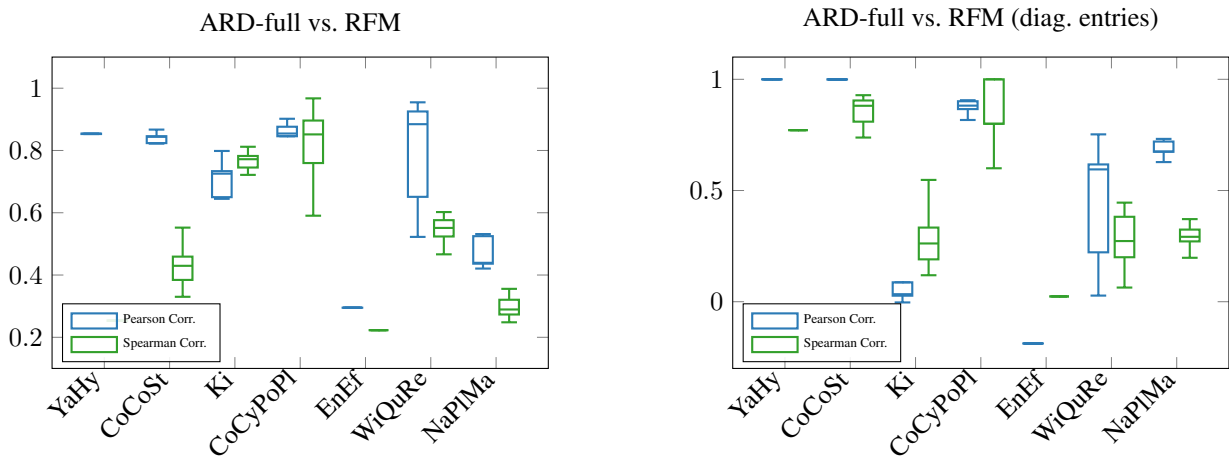 ARD-full vs. RFM
1
0.8
0.6
0.4
0.2
Pearson Corr.
Spearman Corr.
YaHy
CoCoSt
Ki
CoCyPoPl
EnEf
WiQuRe
NaPlMa
ARD-full vs. RFM (diag. entries)
1
0.5
0
Pearson Corr.
Spearman Corr.
YaHy
CoCoSt
Ki
CoCyPoPl
EnEf
WiQuRe
NaPlMa